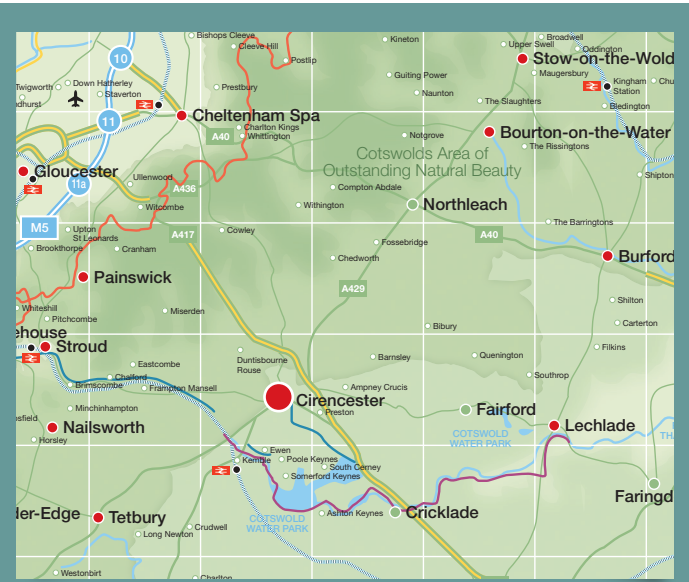 Bishops Cleeve
Kineton
Broadwell
Cleeve Hill
Upper Swell
Oddington
10
Postlip
Stow-on-the-Wold
Twigworth
Down Hatherley
Guiting Power
Maugersbury
Kingham
Station
Chu
Staverton
Prestbury
Naunton
The Slaughters
Bledington
ndhurst
Cheltenham Spa
11
Charlton Kings
A40
Whittington
Notgrove
Bourton-on-the-Water
The Rissingtons
Cotswolds Area of
Outstanding Natural Beauty
Gloucester
11a
Ullenwood
A436
Compton Abdale
Shipton
Witcombe
Withington
Northleach
M5
Upton
St Leonards
A417
Cowley
A40
The Barringtons
Brookthorpe
Cranham
Fossebridge
Chedworth
Burford
Painswick
A429
Whiteshill
Miserden
Shilton
Pitchcombe
Bibury
Carterton
ehouse
Stroud
Duntisbourne
Rouse
Barnsley
Quenington
Filkins
Eastcombe
Chalford
Southrop
Brimscombe
Frampton Mansell
Ampney Crucis
Cirencester
Minchinhampton
Preston
Fairford
nsfield
Nailsworth
Lechlade
COTSWOLD
WATER PARK
Horsley
Ewen
Kemble
Poole Keynes
South Cerney
Somerford Keynes
Faringd
der-Edge
Tetbury
COTSWOLD
WATER PARK
Ashton Keynes
Cricklade
Crudwell
Long Newton
Westonbirt
Charlton